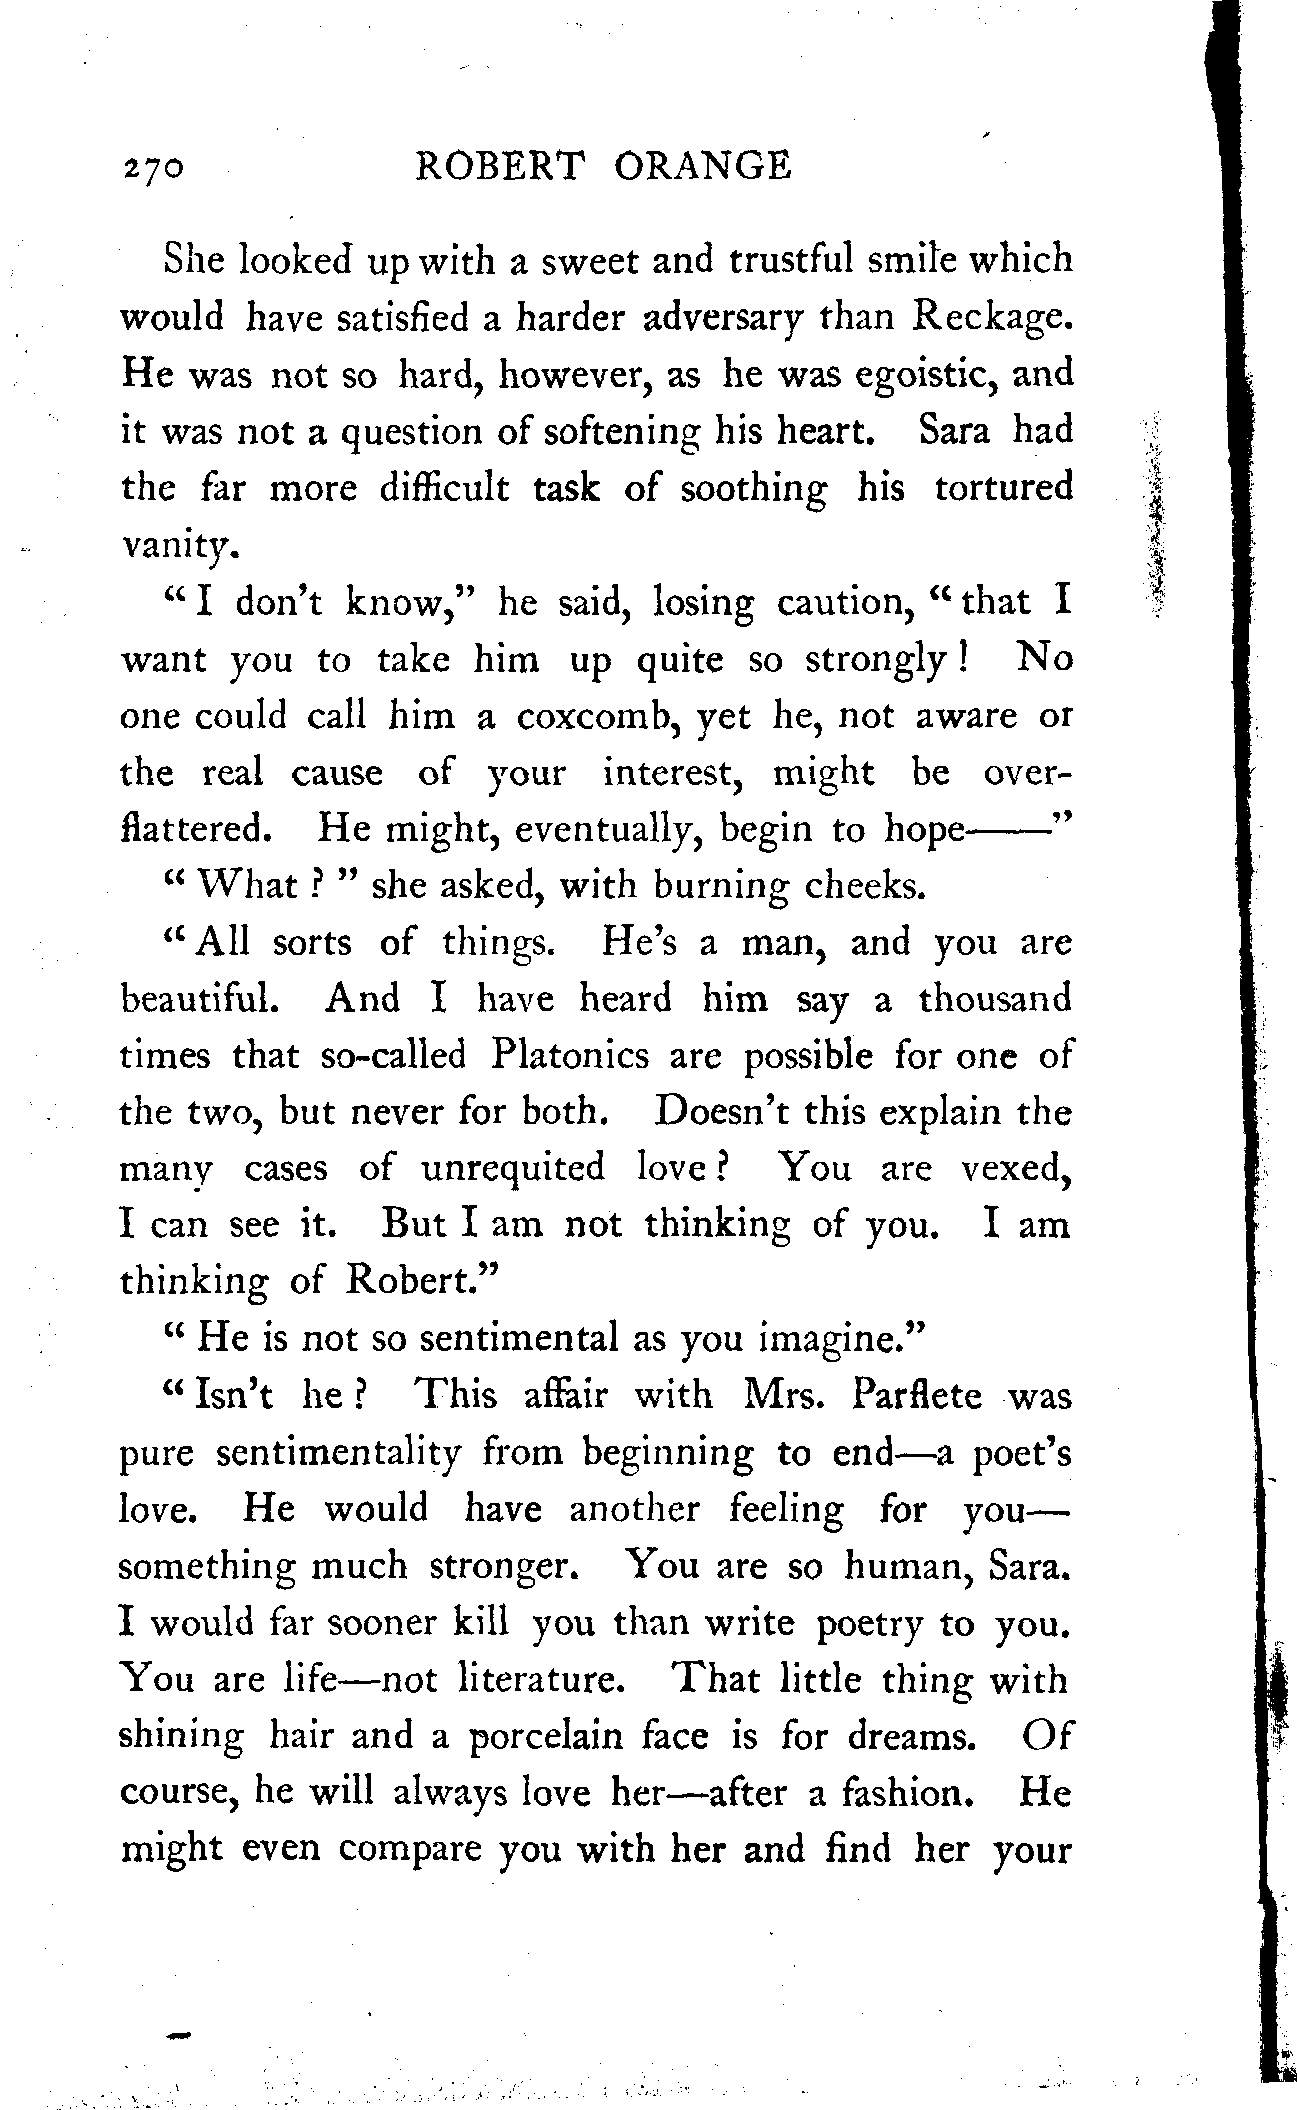 270 ROBERT ORANGE
She looked up with a sweet and trustful smile which
would have satisfied a harder adversary than Reckage.
He was not so hard, however, as he was egoistic, and
it was not a question of softening his heart. Sara had
the far more difficult task of soothing his tortured
vanity.
"I don't know," he said, losing caution, "that I
want you to take him up quite so strongly! No
one could call him a coxcomb, yet he, not aware or
the real cause of your interest, might be over-
flattered. He might, eventually, begin to hope——"
"What?" she asked, with burning cheeks.
"All sorts of things. He's a man, and you are
beautiful. And I have heard him say a thousand
times that so-called Platonics are possible for one of
the two, but never for both. Doesn't this explain the
many cases of unrequited love? You are vexed,
I can see it. But I am not thinking of you. I am
thinking of Robert."
"He is not so sentimental as you imagine."
"Isn't he? This affair with Mrs. Parflete was
pure sentimentality from beginning to end—a poet's
love. He would have another feeling for you—
something much stronger. You are so human, Sara.
I would far sooner kill you than write poetry to you.
You are life—not literature. That little thing with
shining hair and a porcelain face is for dreams. Of
course, he will always love her—after a fashion. He
might even compare you with her and find her your